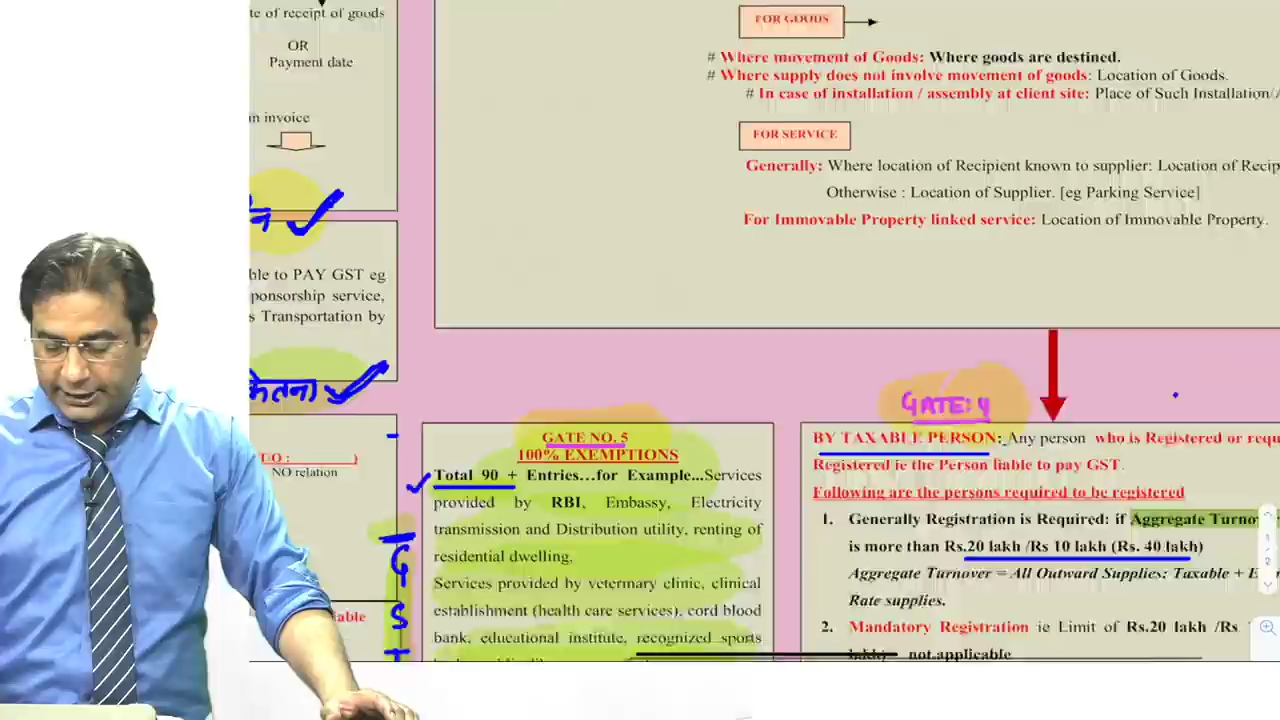 te of receipt of goods
OR
Payment date
n invoice
ble to PAY GST eg
ponsorship service,
s Transportation by
केतना
UO : )
NO relation
able
FOR GOODS
# Where movement of Goods: Where goods are destined.
# Where supply does not involve movement of goods: Location of Goods.
# In case of installation / assembly at client site: Place of Such Installation/
FOR SERVICE
Generally: Where location of Recipient known to supplier: Location of Recip
Otherwise : Location of Supplier. [eg Parking Service]
For Immovable Property linked service: Location of Immovable Property.
GATE NO. 5
100% EXEMPTIONS
Total 90 + Entries…for Example...Services
provided by RBI, Embassy, Electricity
transmission and Distribution utility, renting of
residential dwelling,
Services provided by veterinary clinic, clinical
establishment (health care services), cord blood
bank, educational institute, recognized sports
G
S
T
GATE: 4
BY TAXABLE PERSON: Any person who is Registered or requ
Registered ie the Person liable to pay GST.
Following are the persons required to be registered
1. Generally Registration is Required: if Aggregate Turno
is more than Rs.20 lakh /Rs 10 lakh (Rs. 40 lakh)
Aggregate Turnover = All Outward Supplies: Taxable + E
Rate supplies.
2. Mandatory Registration ie Limit of Rs.20 lakh /Rs
lakh) not applicable
1
2